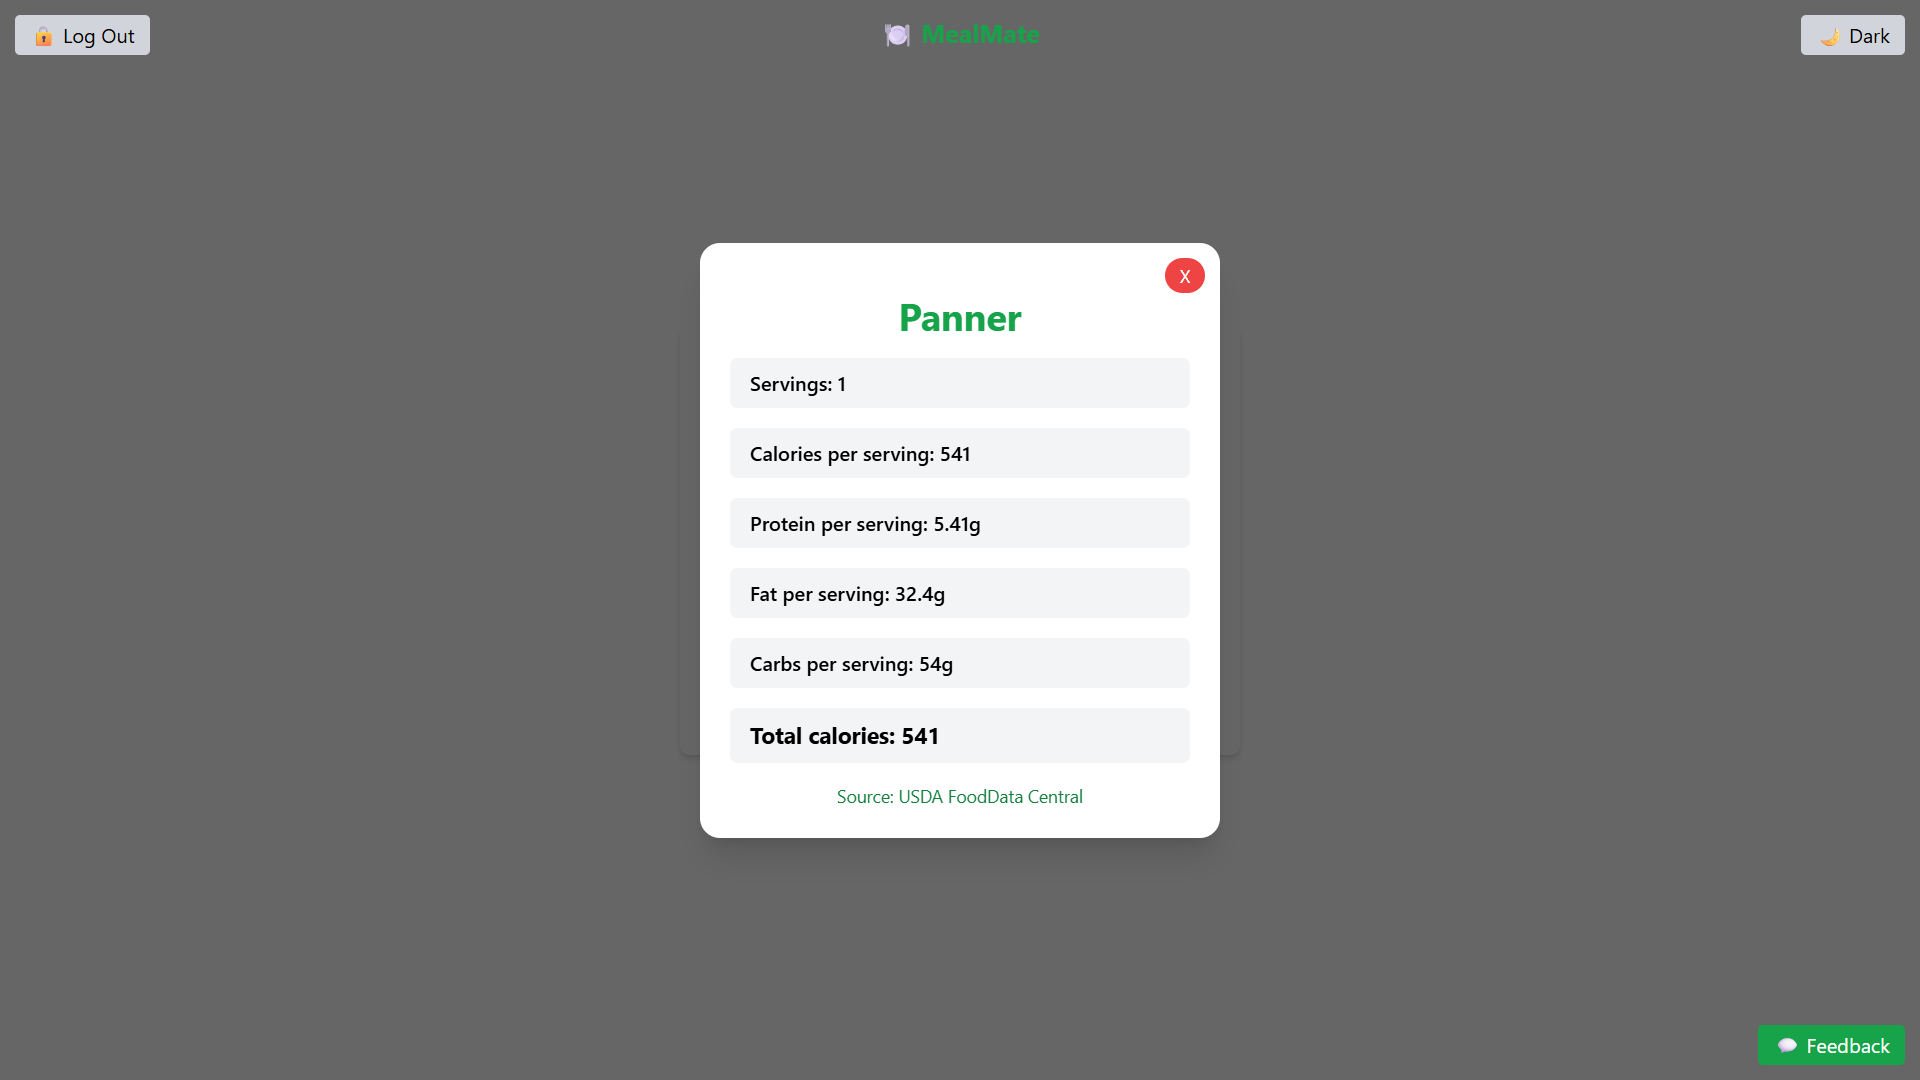 Log Out
MealMate
Dark
X
Panner
Servings: 1
Calories per serving: 541
Protein per serving: 5.41g
Fat per serving: 32.4g
Carbs per serving: 54g
Total calories: 541
Source: USDA FoodData Central
Feedback